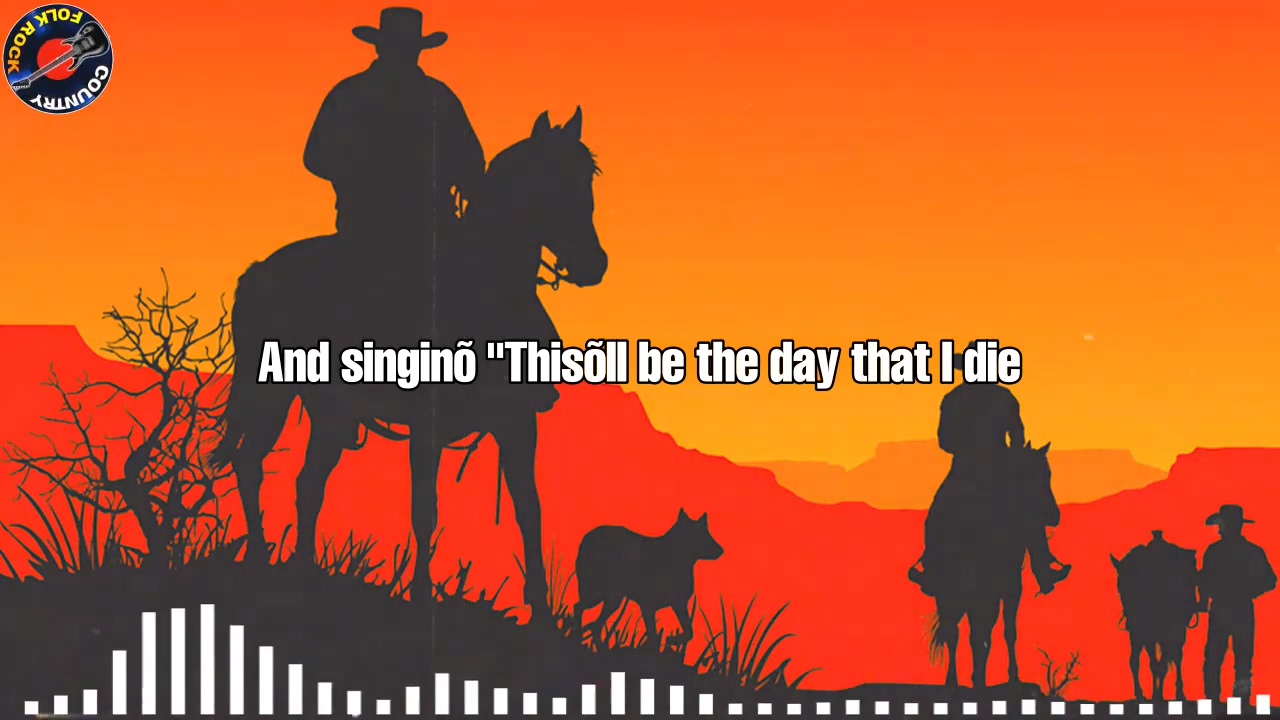 FOLK ROCK
COUNTRY
And singinõ "Thisõll be the day that I die